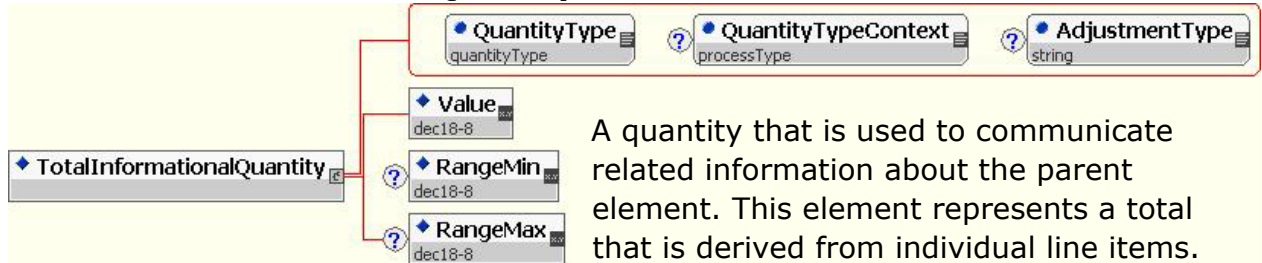 QuantityType
quantityType
? QuantityTypeContext
processType
? AdjustmentType
string
Value
dec18-8
TotalInformationalQuantity
? RangeMin
dec18-8
? RangeMax
dec18-8
A quantity that is used to communicate
related information about the parent
element. This element represents a total
that is derived from individual line items.